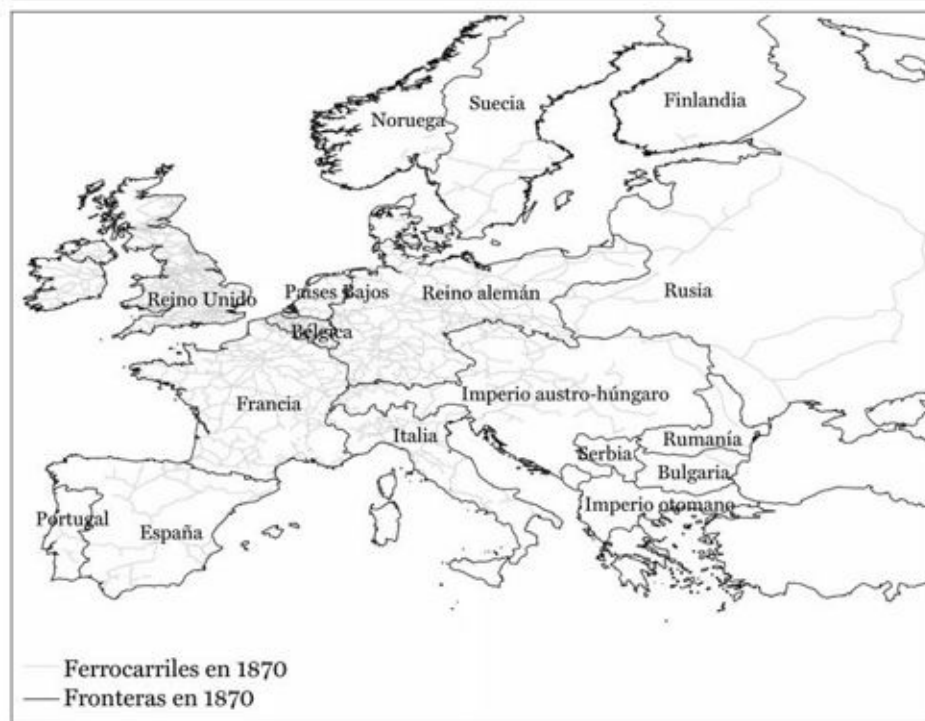 Suecia
Finlandia
Noruega
Reino Unido
Países Bajos
Reino alemán
Rusia
Bélgica
Imperio austro-húngaro
Francia
Italia
Rumanía
Serbia
Bulgaria
Imperio otomano
Portugal
España
Ferrocarriles en 1870
Fronteras en 1870